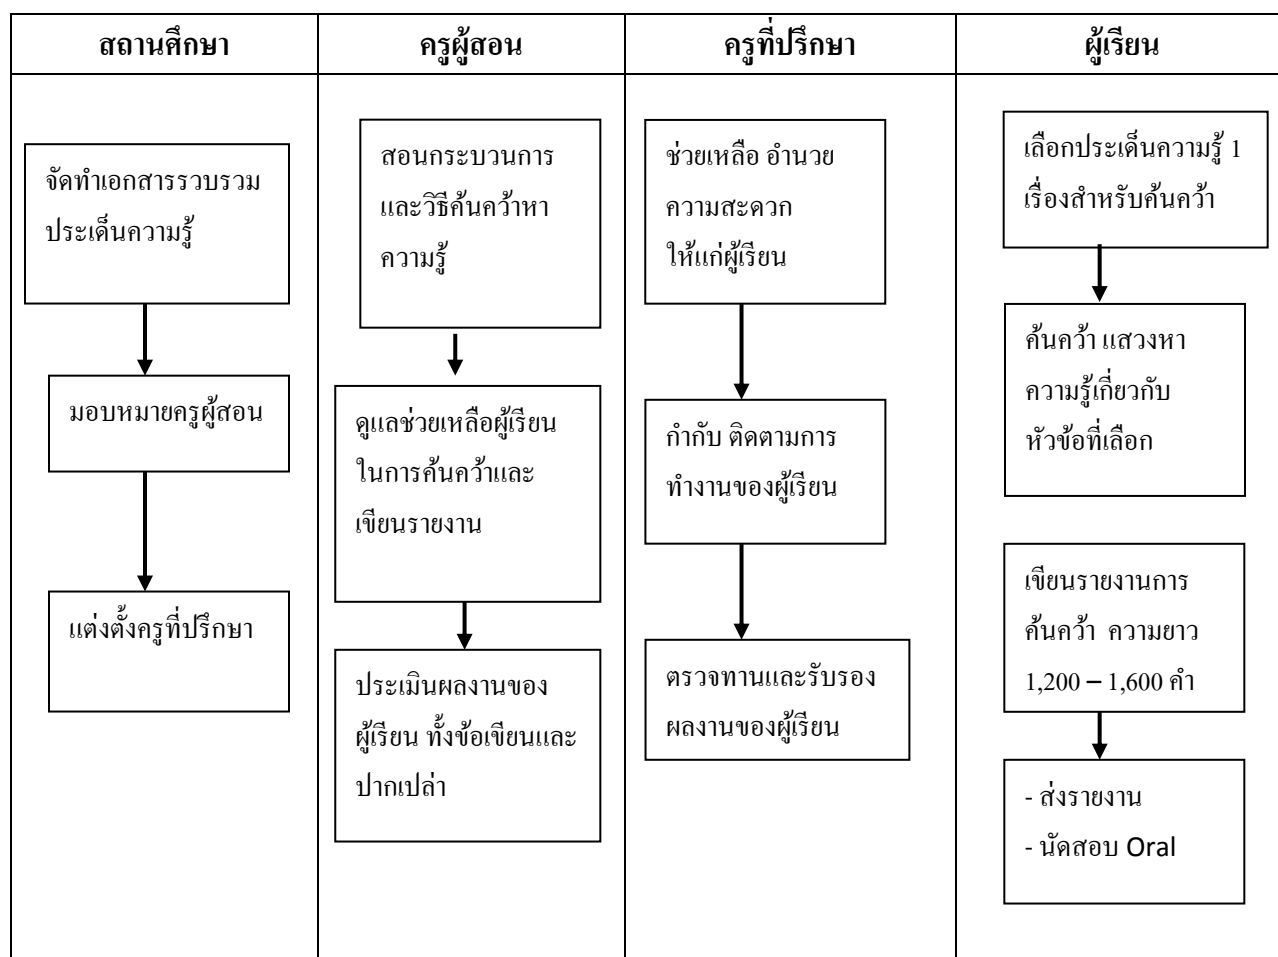 สถานศึกษา
ครูผู้สอน
ครูที่ปรึกษา
ผู้เรียน
จัดทำเอกสารรวบรวม
ประเด็นความรู้
มอบหมายครูผู้สอน
แต่งตั้งครูที่ปรึกษา
สอนกระบวนการ
และวิธีค้นคว้าหา
ความรู้
ดูแลช่วยเหลือผู้เรียน
ในการค้นคว้าและ
เขียนรายงาน
ประเมินผลงานของ
ผู้เรียน ทั้งข้อเขียนและ
ปากเปล่า
ช่วยเหลือ อำนวย
ความสะดวก
ให้แก่ผู้เรียน
กำกับ ติดตามการ
ทำงานของผู้เรียน
ตรวจทานและรับรอง
ผลงานของผู้เรียน
เลือกประเด็นความรู้ 1
เรื่องสำหรับค้นคว้า
ค้นคว้า แสวงหา
ความรู้เกี่ยวกับ
หัวข้อที่เลือก
เขียนรายงานการ
ค้นคว้า ความยาว
1,200 – 1,600 คำ
- ส่งรายงาน
- นัดสอบ Oral